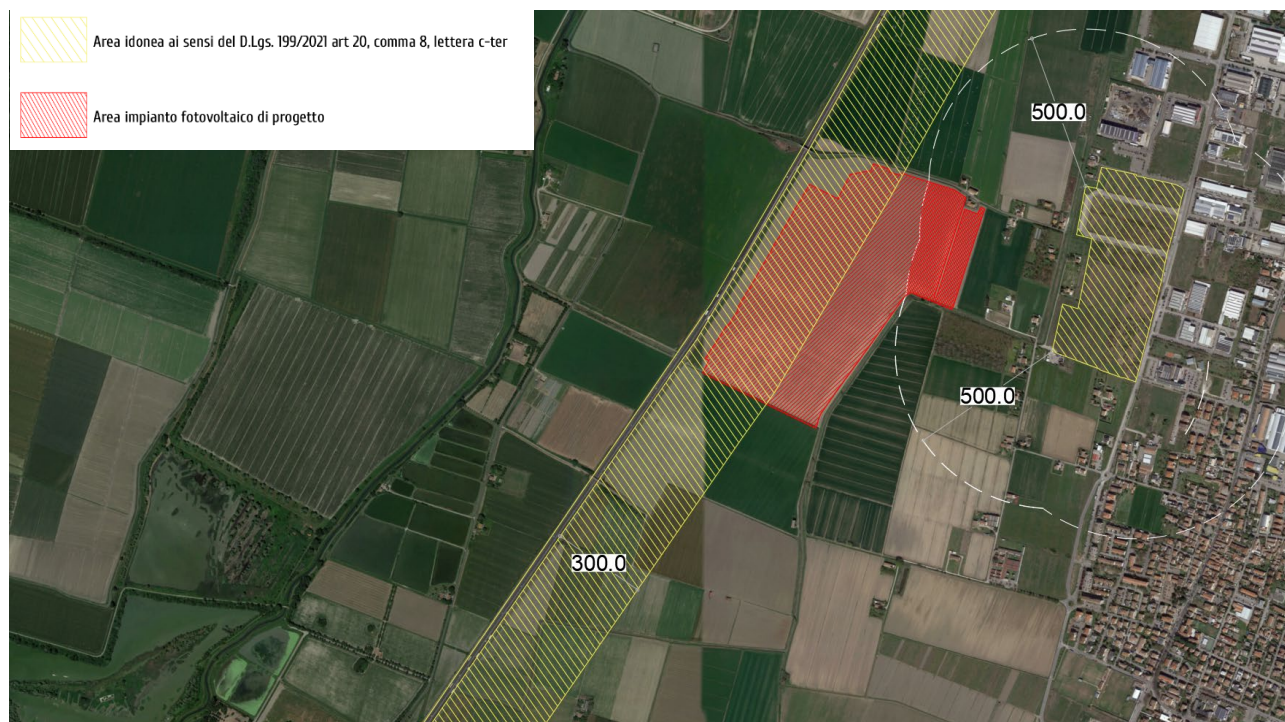 Area idonea ai sensi del D.Lgs. 199/2021 art 20, comma 8, lettera c-ter
Area impianto fotovoltaico di progetto
500.0
500.0
300.0